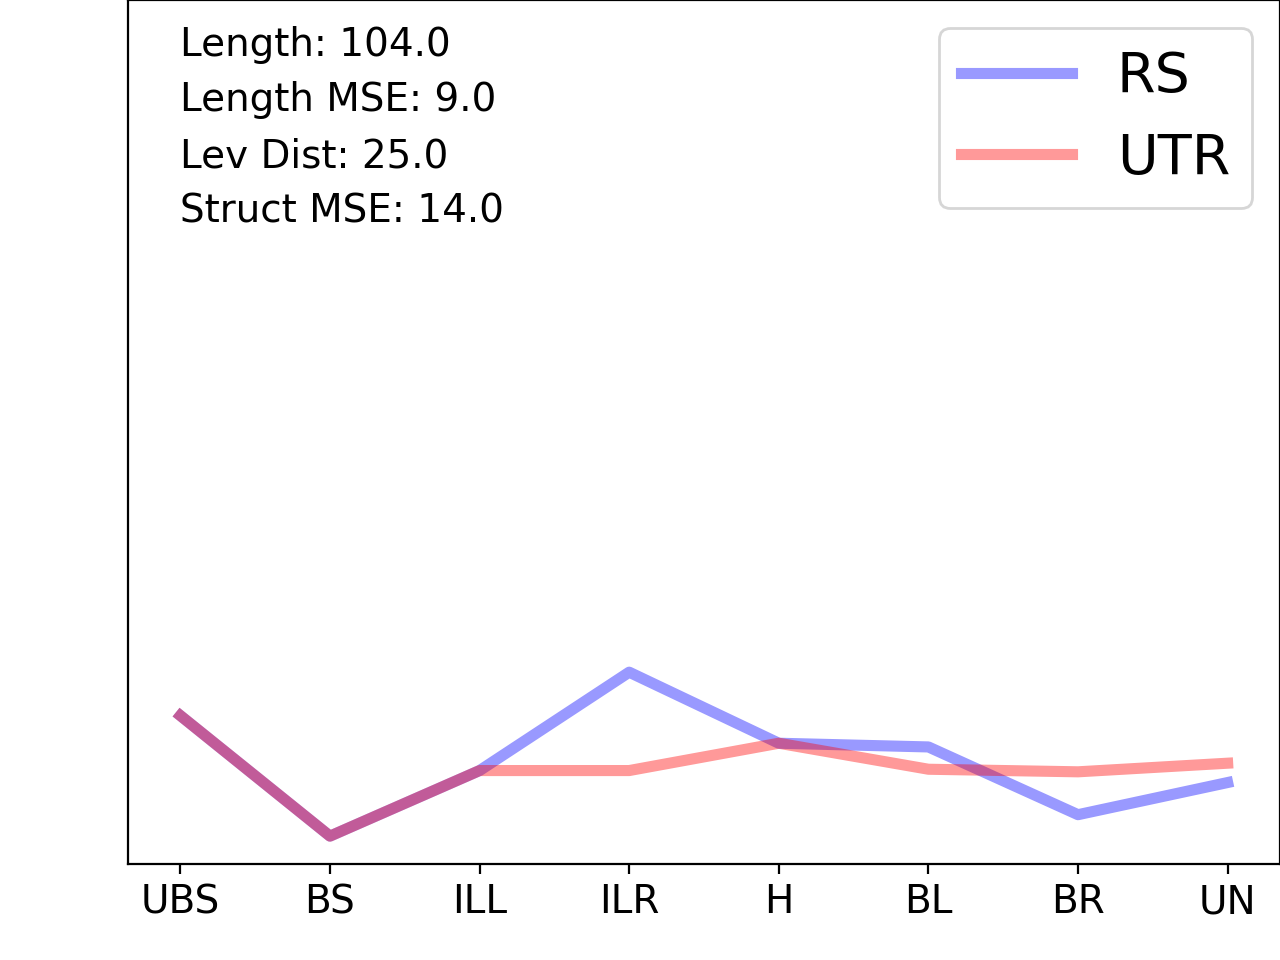 Length: 104.0
Length MSE: 9.0
Lev Dist: 25.0
Struct MSE: 14.0
RS
UTR
UBS BS ILL ILR H BL BR UN